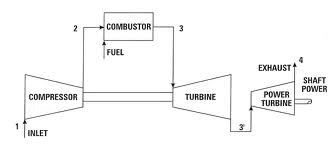 2
COMBUSTOR
3
FUEL
EXHAUST
4
SHAFT
POWER
COMPRESSOR
TURBINE
POWER
TURBINE
1
INLET
3'